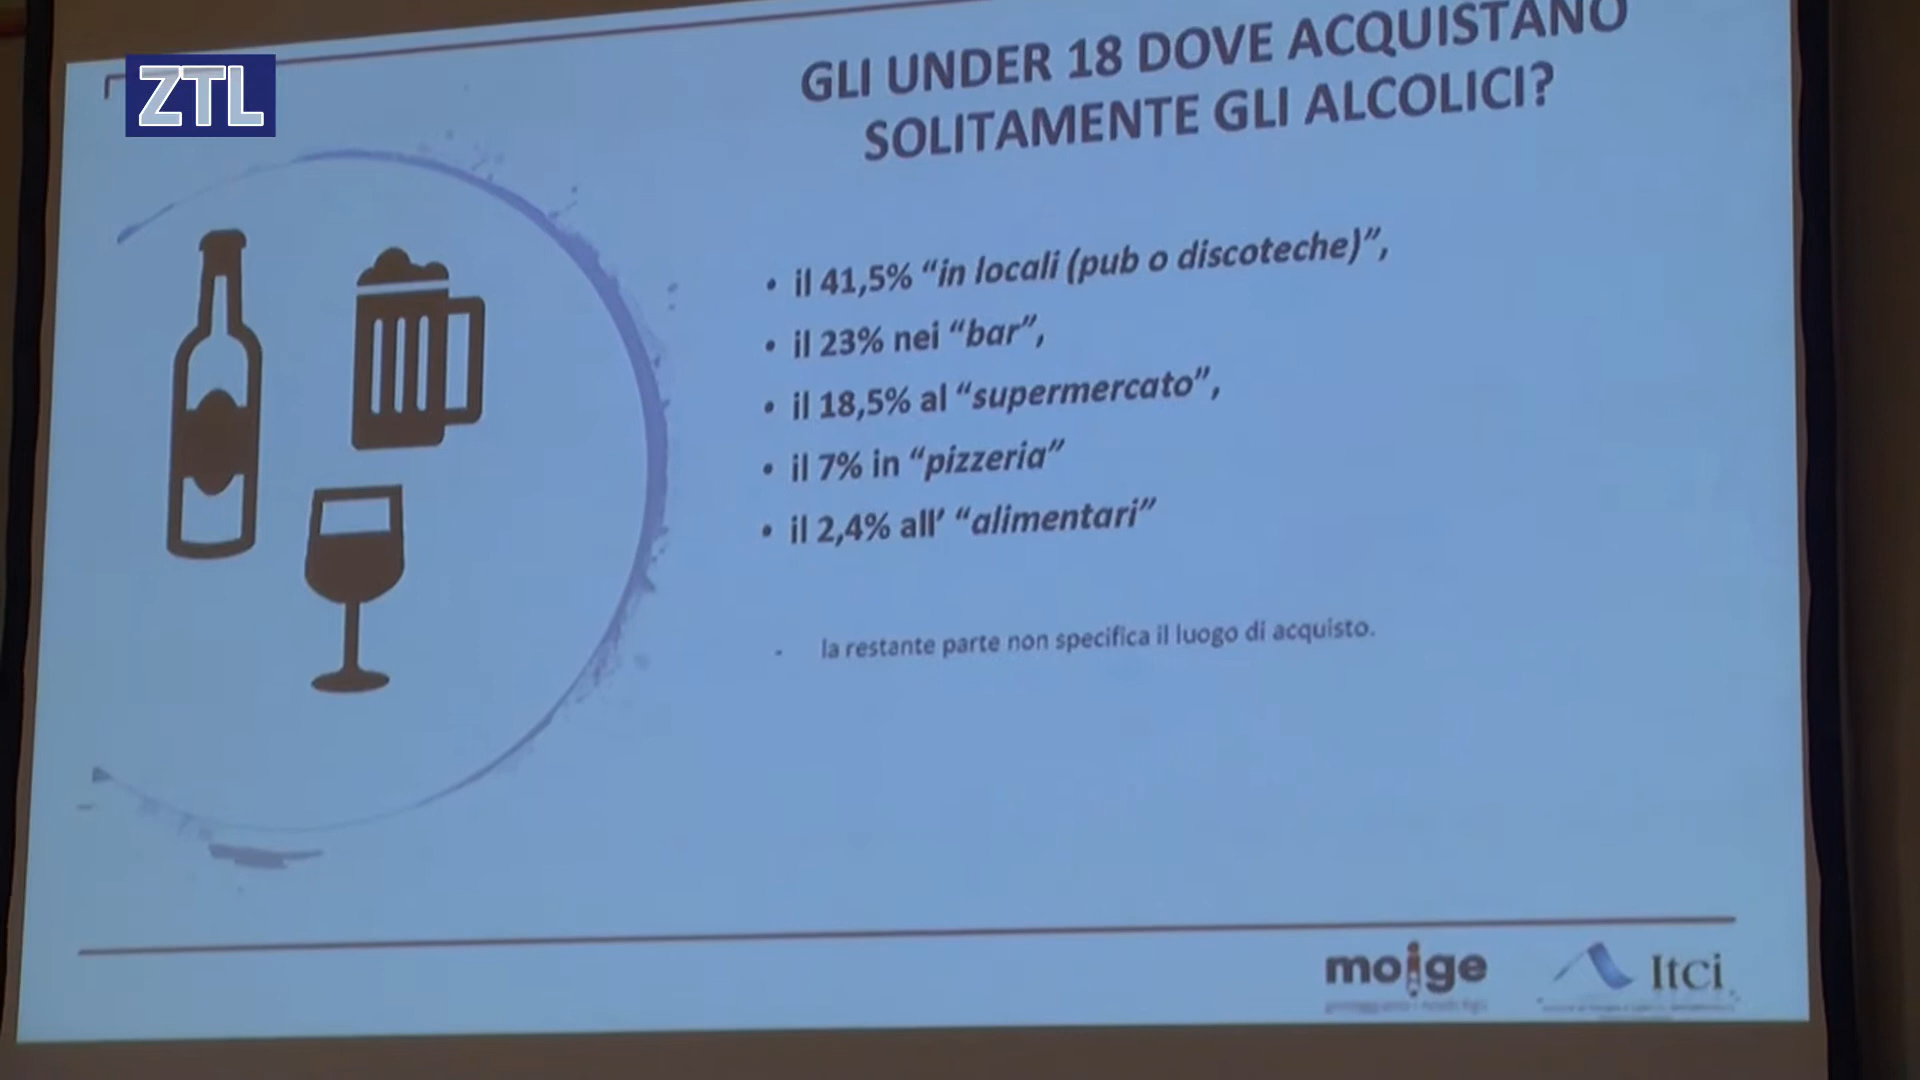 ZTL
GLI UNDER 18 DOVE ACQUISTANO
SOLITAMENTE GLI ALCOLICI?
• il 41,5% “in locali (pub o discoteche)”,
• il 23% nei “bar”,
• il 18,5% al “supermercato”,
• il 7% in “pizzeria”
• il 2,4% all’ “alimentari”
- la restante parte non specifica il luogo di acquisto.
moige
Itci